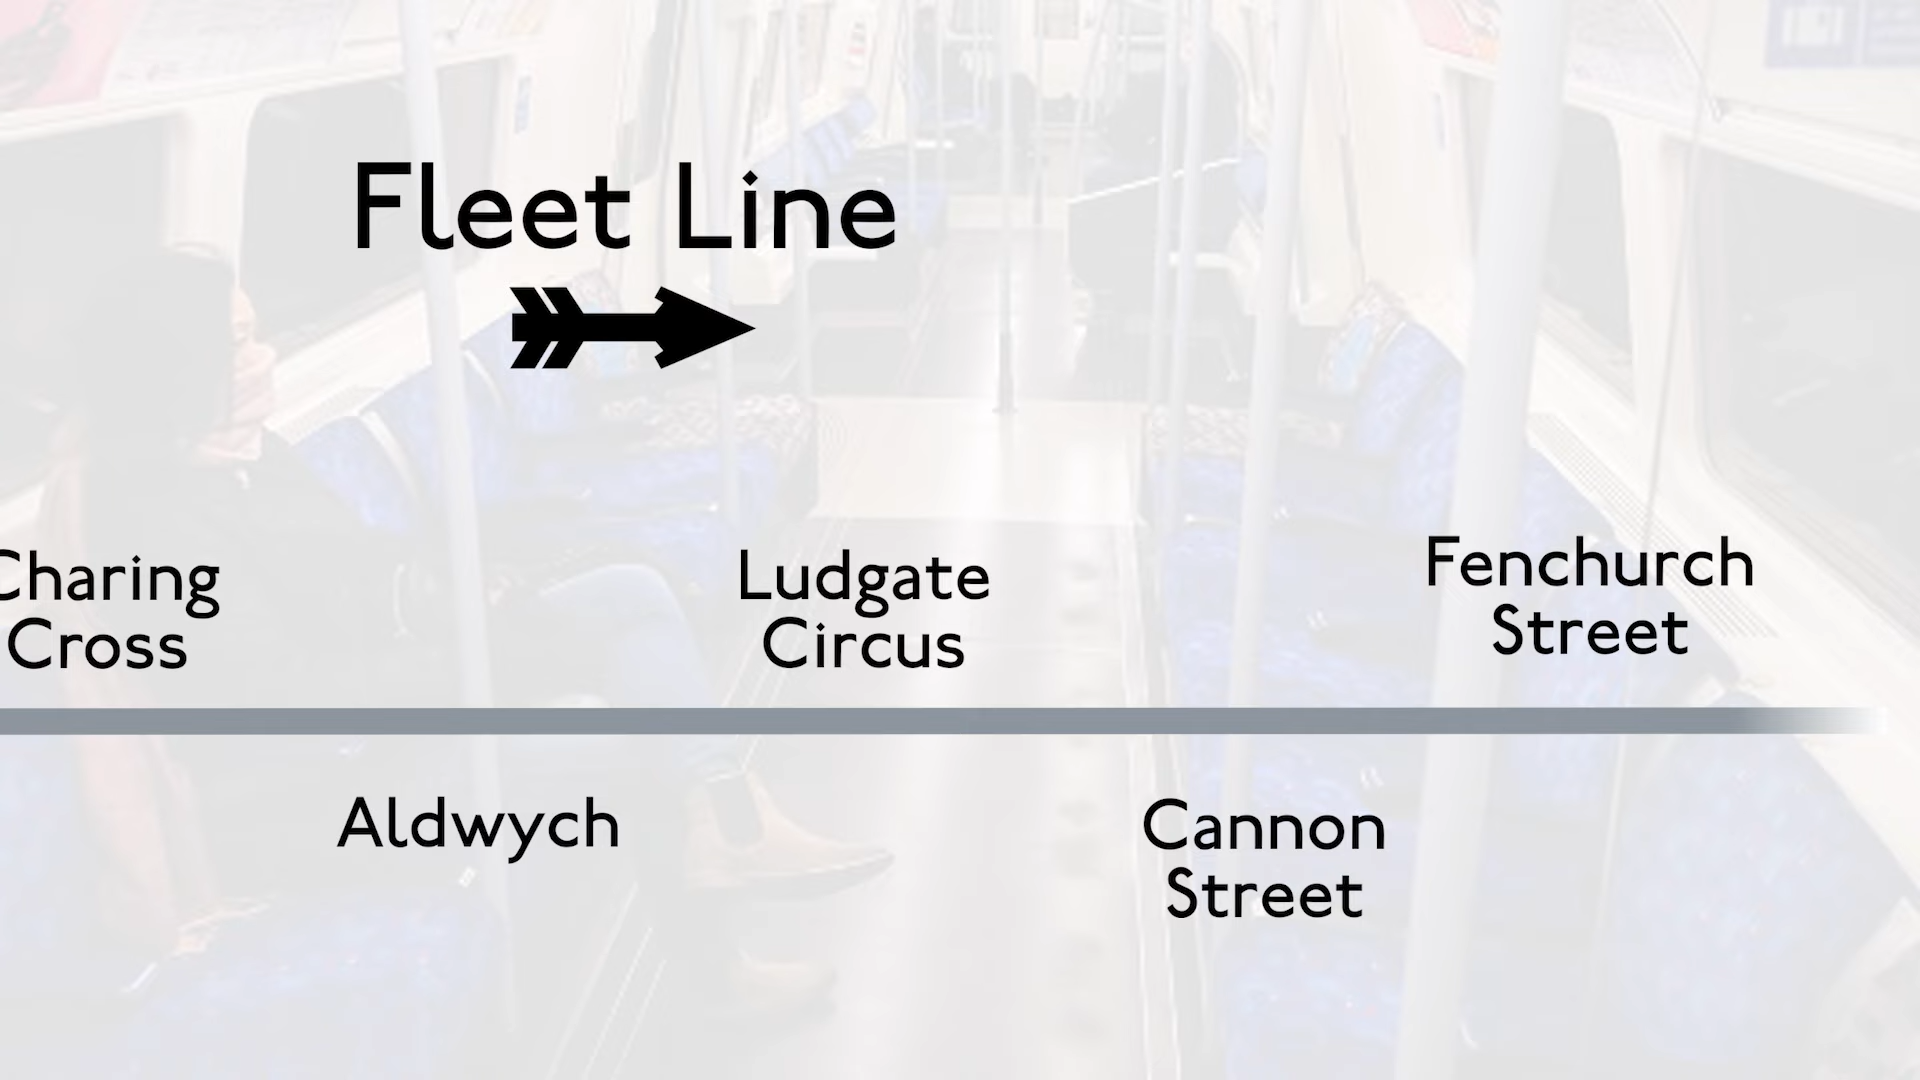 Fleet Line
Charing
Cross
Aldwych
Ludgate
Circus
Cannon
Street
Fenchurch
Street